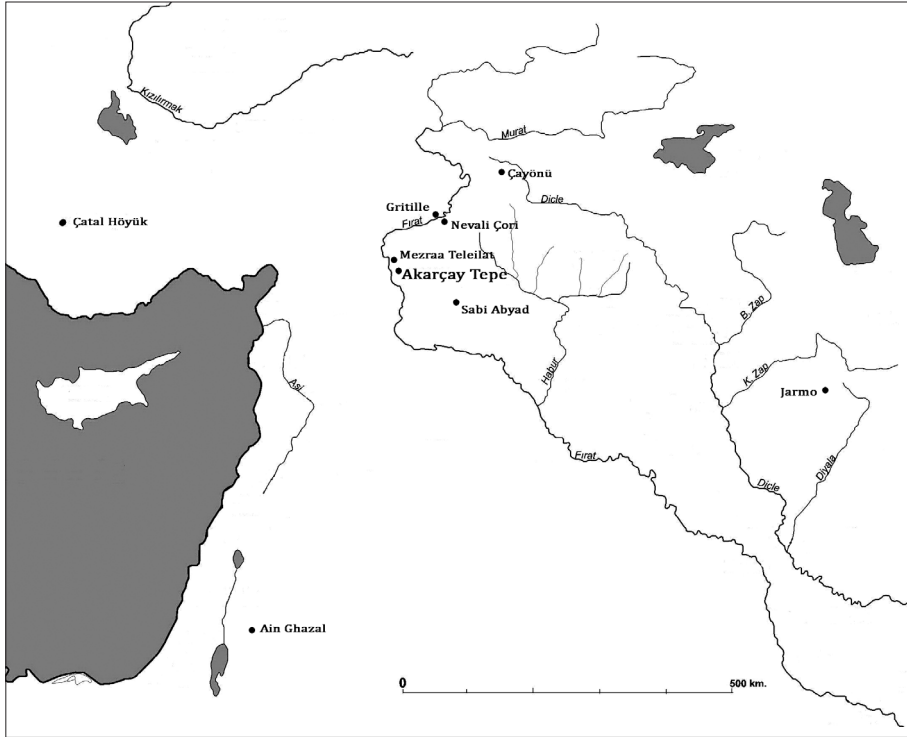 Kızılırmak
Murat
Çayönü
Dicle
Gritille
Fırat
Nevali Çori
Çatal Höyük
Mezraa Teleilat
Akarçay Tepe
Sabi Abyad
B. Zap
K. Zap
Habur
Asi
Jarmo
Fırat
Dicle
Diyala
Ain Ghazal
0
500 km.